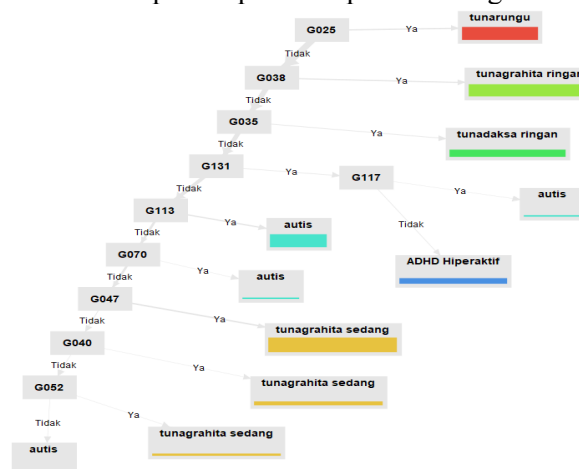 G025
Ya
tunarungu
Tidak
G038
Ya
tunagrahita ringan
Tidak
G035
Ya
tunadaksa ringan
Tidak
G131
Ya
G117
Ya
autis
Tidak
Tidak
ADHD Hiperaktif
G113
Ya
autis
Tidak
G070
Ya
autis
Tidak
G047
Ya
tunagrahita sedang
Tidak
G040
Ya
tunagrahita sedang
Tidak
G052
Ya
tunagrahita sedang
Tidak
autis